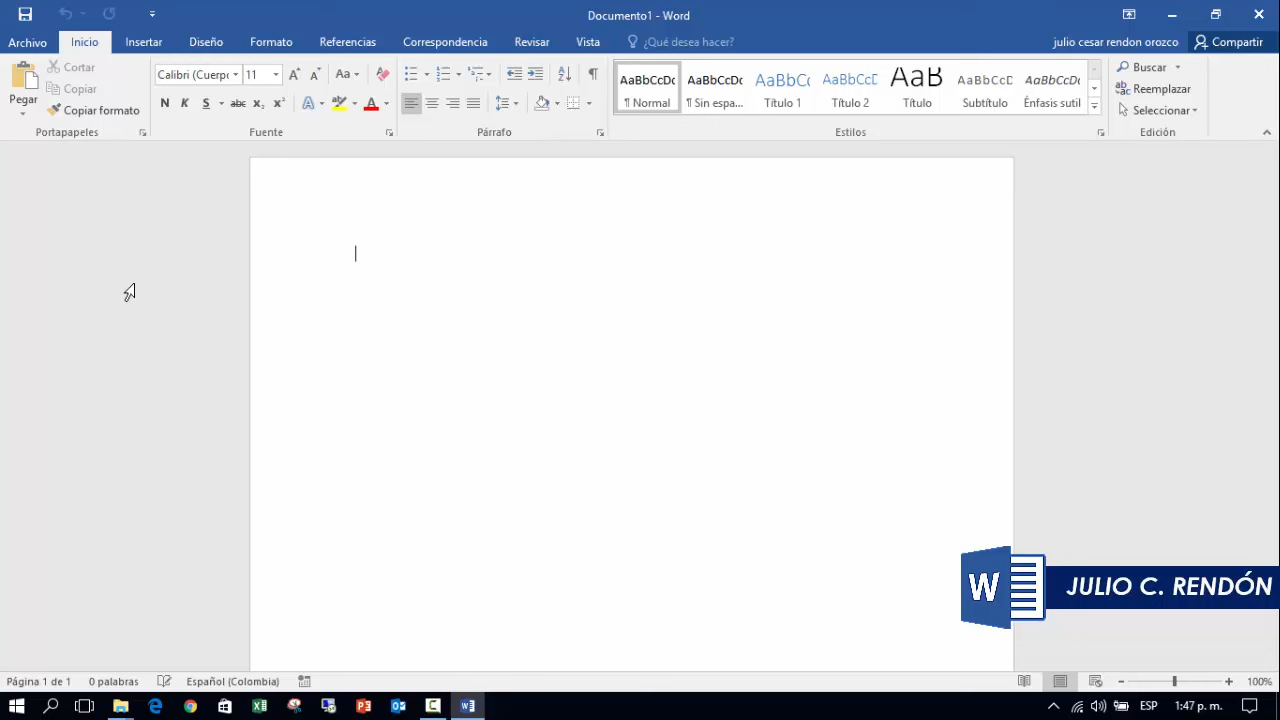 Documento1 - Word
Archivo Inicio Insertar Diseño Formato Referencias Correspondencia Revisar Vista ¿Qué desea hacer? julio cesar rendon orozco Compartir
Pegar
Cortar
Copiar
Copiar formato
Portapapeles
Calibri (Cuerpo 11 Aa
N K S abc x₂ x² A ab A
Fuente
Párrafo
AaBbCcDc AaBbCcDc AaBbC( AaBbCcD AaB AaBbCcD AaBbCcDc
¶ Normal ¶ Sin espa... Título 1 Título 2 Título Subtítulo Énfasis sutil
Estilos
Buscar
Reemplazar
Seleccionar
Edición
W JULIO C. RENDÓN
Página 1 de 1 0 palabras Español (Colombia) 100%
ESP 1:47 p. m.